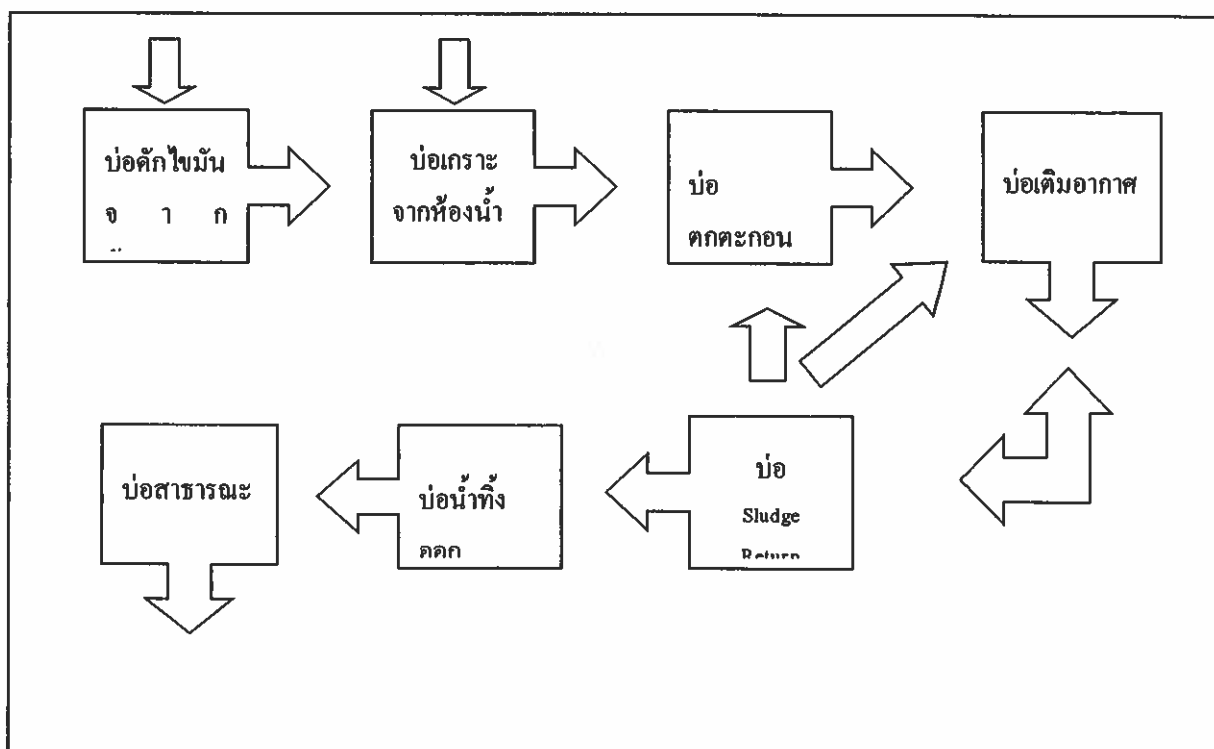 บ่อดักไขมัน
จ า ก
บ่อเกราะ
จากห้องน้ำ
บ่อ
ตกตะกอน
บ่อเติมอากาศ
บ่อสาธารณะ
บ่อน้ำทิ้ง
บ่อ
Sludge
Return